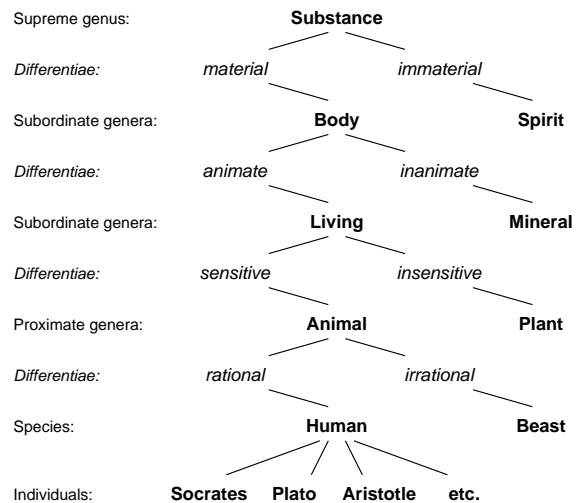 Supreme genus: Substance
Differentiae: material immaterial
Subordinate genera: Body Spirit
Differentiae: animate inanimate
Subordinate genera: Living Mineral
Differentiae: sensitive insensitive
Proximate genera: Animal Plant
Differentiae: rational irrational
Species: Human Beast
Individuals: Socrates Plato Aristotle etc.